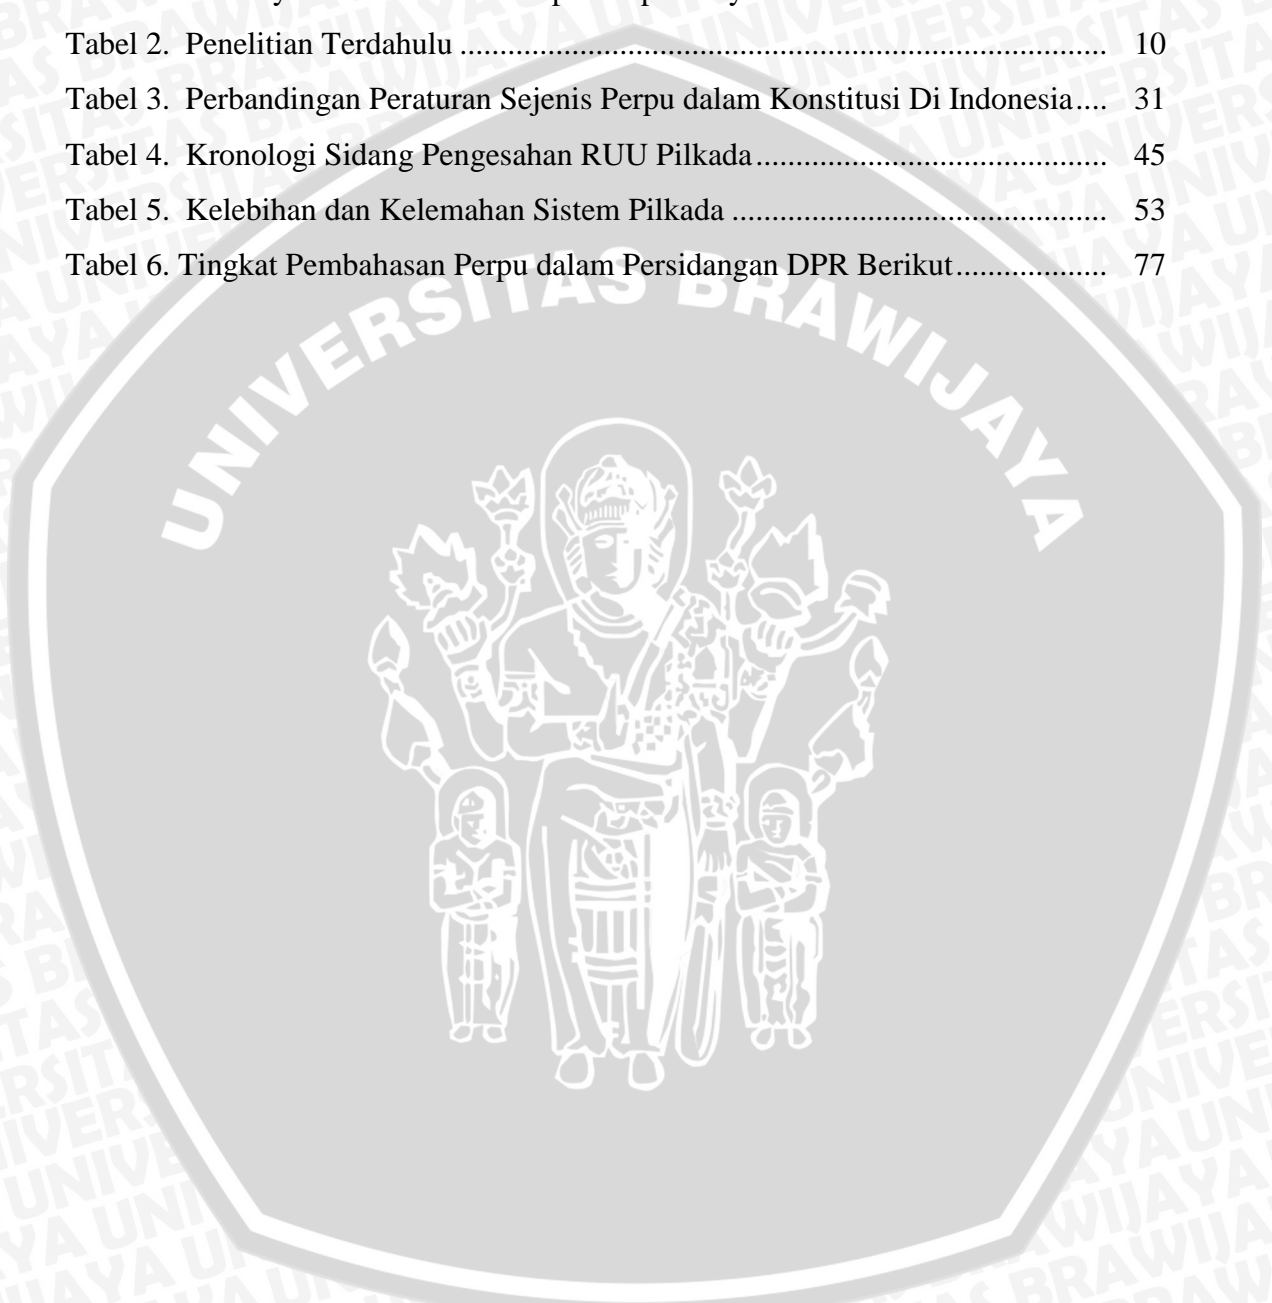 Tabel 2. Penelitian Terdahulu ................................................................................ 10
Tabel 3. Perbandingan Peraturan Sejenis Perpu dalam Konstitusi Di Indonesia.... 31
Tabel 4. Kronologi Sidang Pengesahan RUU Pilkada............................................ 45
Tabel 5. Kelebihan dan Kelemahan Sistem Pilkada ............................................... 53
Tabel 6. Tingkat Pembahasan Perpu dalam Persidangan DPR Berikut................... 77
UNIVERSITAS BRAWIJAYA